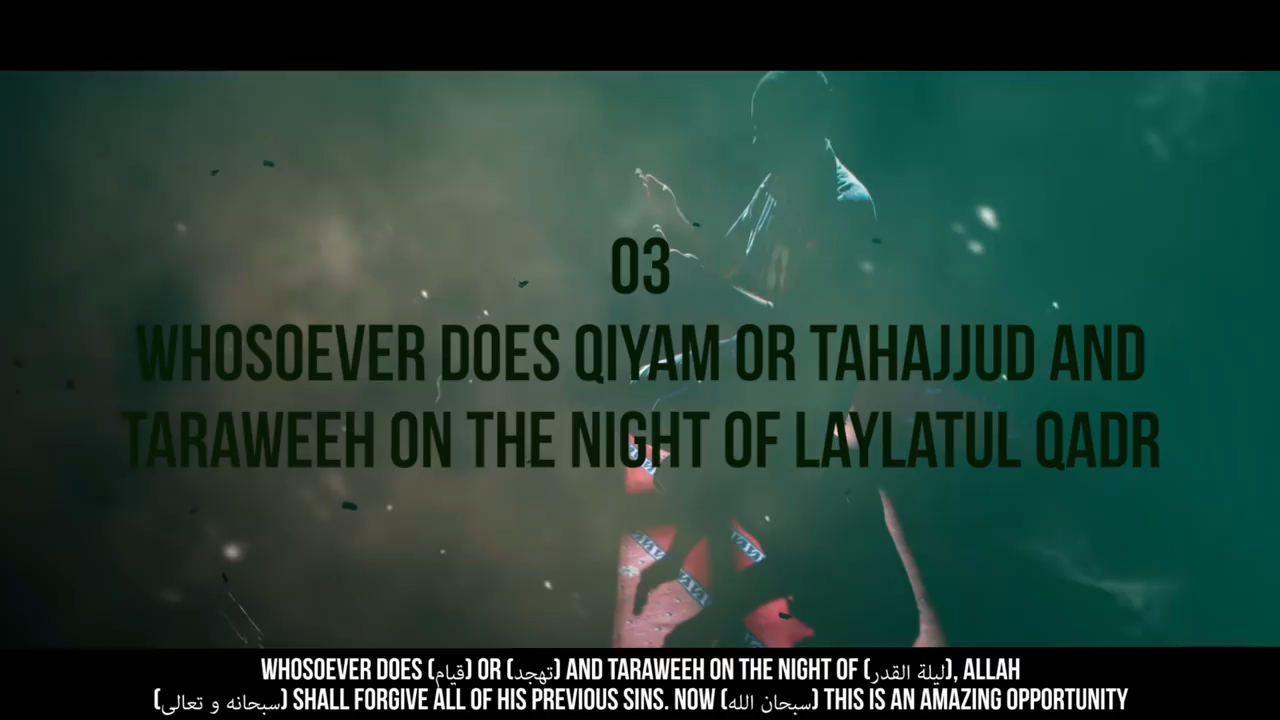 03
WHOSOEVER DOES QIYAM OR TAHAJJUD AND
TARAWEEH ON THE NIGHT OF LAYLATUL QADR
WHOSOEVER DOES (قيام) OR (تهجد) AND TARAWEEH ON THE NIGHT OF (ليلة القدر), ALLAH
(سبحانه و تعالى) SHALL FORGIVE ALL OF HIS PREVIOUS SINS. NOW (سبحان الله) THIS IS AN AMAZING OPPORTUNITY